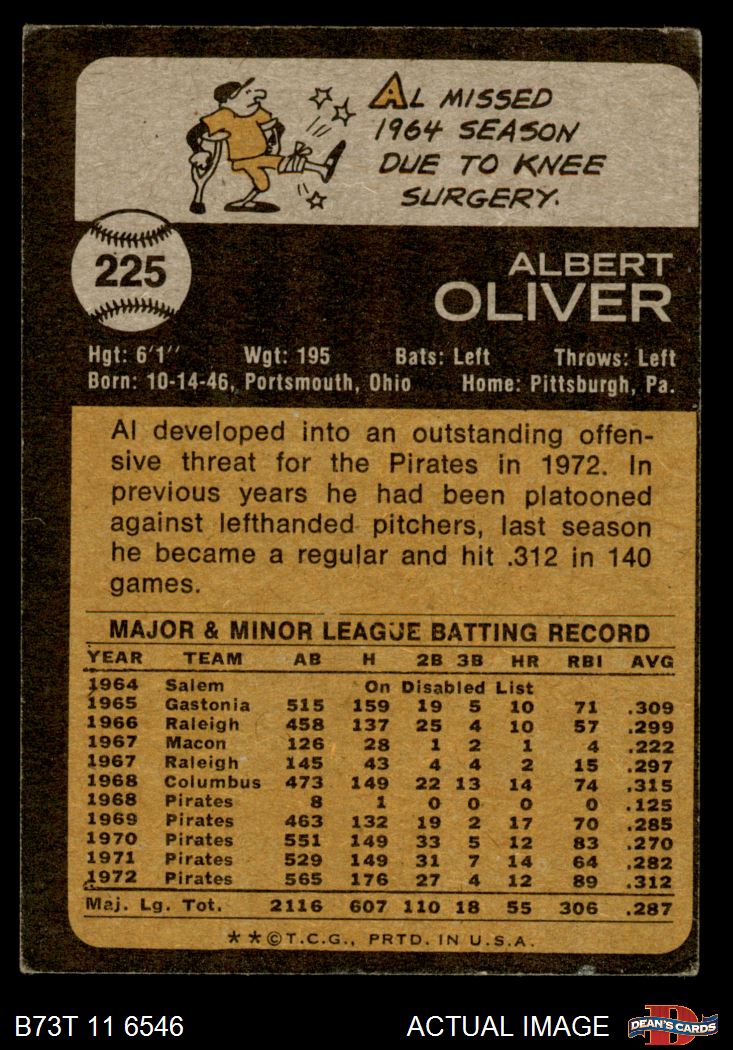 AL MISSED
1964 SEASON
DUE TO KNEE
SURGERY.
225
ALBERT
OLIVER
Hgt: 6'1" Wgt: 195 Bats: Left Throws: Left
Born: 10-14-46, Portsmouth, Ohio Home: Pittsburgh, Pa.
Al developed into an outstanding offen-
sive threat for the Pirates in 1972. In
previous years he had been platooned
against lefthanded pitchers, last season
he became a regular and hit .312 in 140
games.
MAJOR & MINOR LEAGUE BATTING RECORD
YEAR TEAM AB H 2B 3B HR RBI AVG
1964 Salem On Disabled List
1965 Gastonia 515 159 19 5 10 71 .309
1966 Raleigh 458 137 25 4 10 57 .299
1967 Macon 126 28 1 2 1 4 .222
1967 Raleigh 145 43 4 4 2 15 .297
1968 Columbus 473 149 22 13 14 74 .315
1968 Pirates 8 1 0 0 0 0 .125
1969 Pirates 463 132 19 2 17 70 .285
1970 Pirates 551 149 33 5 12 83 .270
1971 Pirates 529 149 31 7 14 64 .282
1972 Pirates 565 176 27 4 12 89 .312
Maj. Lg. Tot. 2116 607 110 18 55 306 .287
**©T.C.G., PRTD. IN U.S.A.
B73T 11 6546 ACTUAL IMAGE
D
DEAN'S CARDS